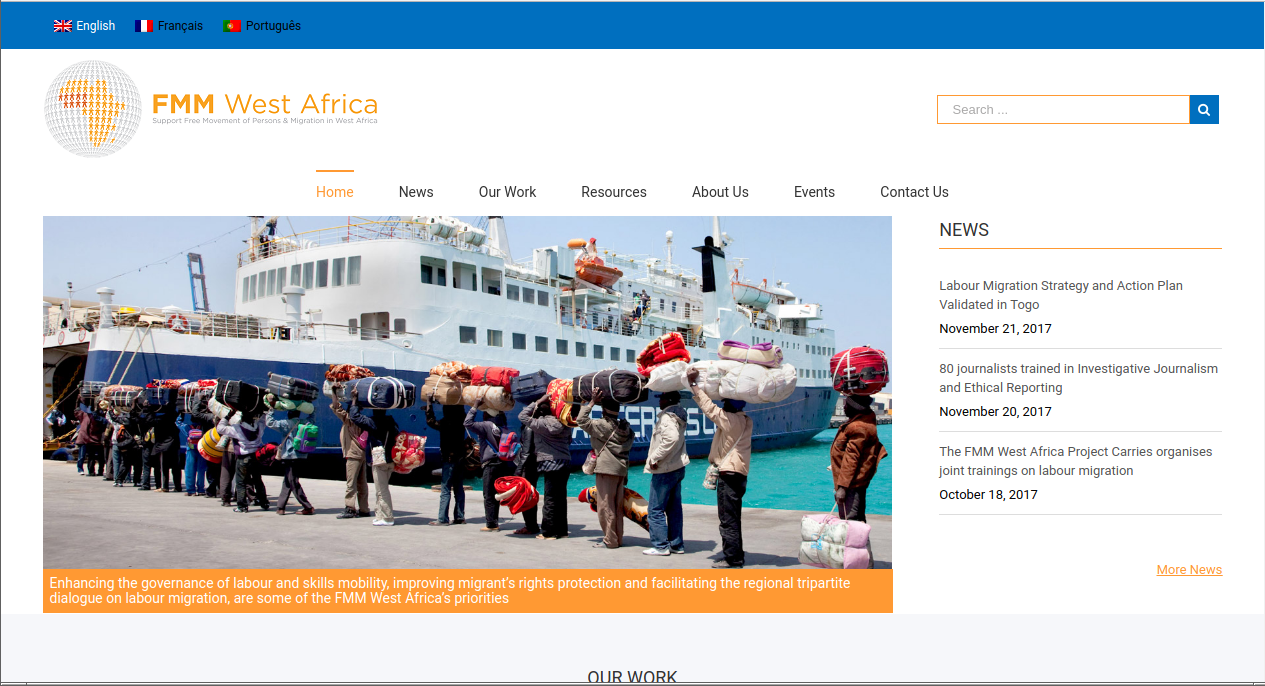 English Français Português
FMM West Africa
Support Free Movement of Persons & Migration in West Africa
Search ...
Home News Our Work Resources About Us Events Contact Us
NEWS
Labour Migration Strategy and Action Plan
Validated in Togo
November 21, 2017
80 journalists trained in Investigative Journalism
and Ethical Reporting
November 20, 2017
The FMM West Africa Project Carries organises
joint trainings on labour migration
October 18, 2017
More News
Enhancing the governance of labour and skills mobility, improving migrant's rights protection and facilitating the regional tripartite
dialogue on labour migration, are some of the FMM West Africa's priorities
OUR WORK